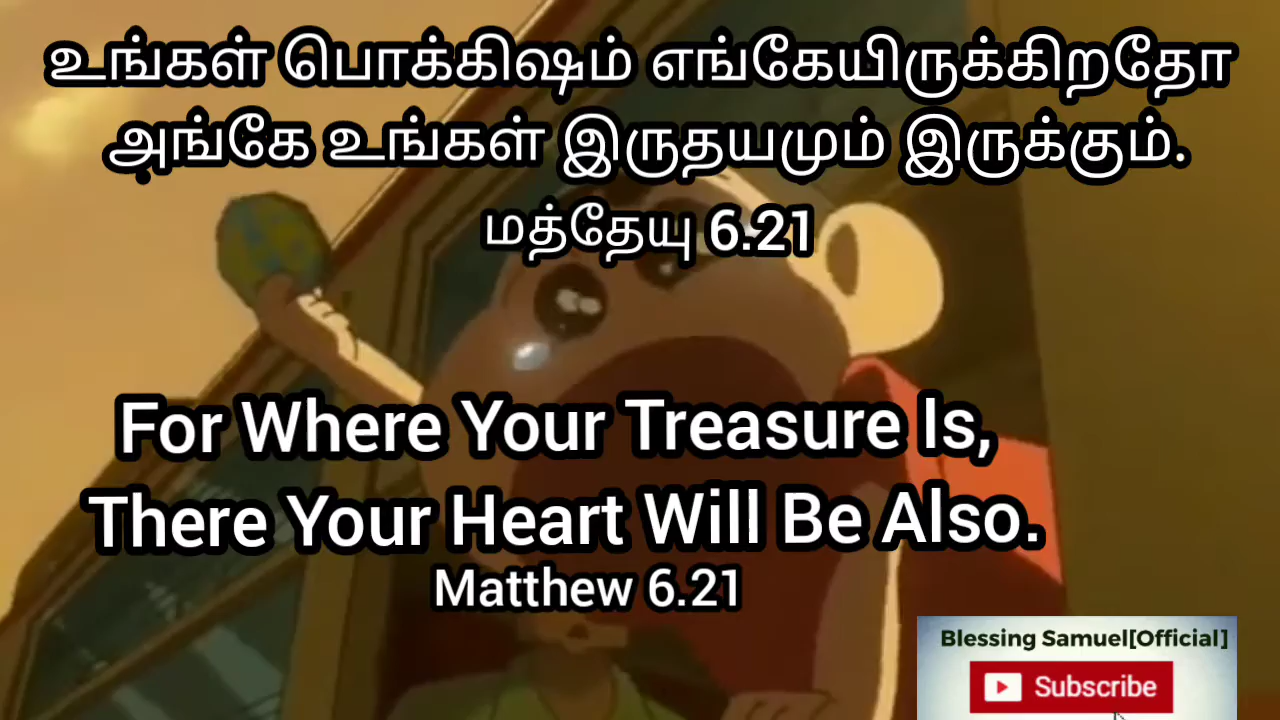 உங்கள் பொக்கிஷம் எங்கேயிருக்கிறதோ
அங்கே உங்கள் இருதயமும் இருக்கும்.
மத்தேயு 6.21
For Where Your Treasure Is,
There Your Heart Will Be Also.
Matthew 6.21
Blessing Samuel[Official]
Subscribe